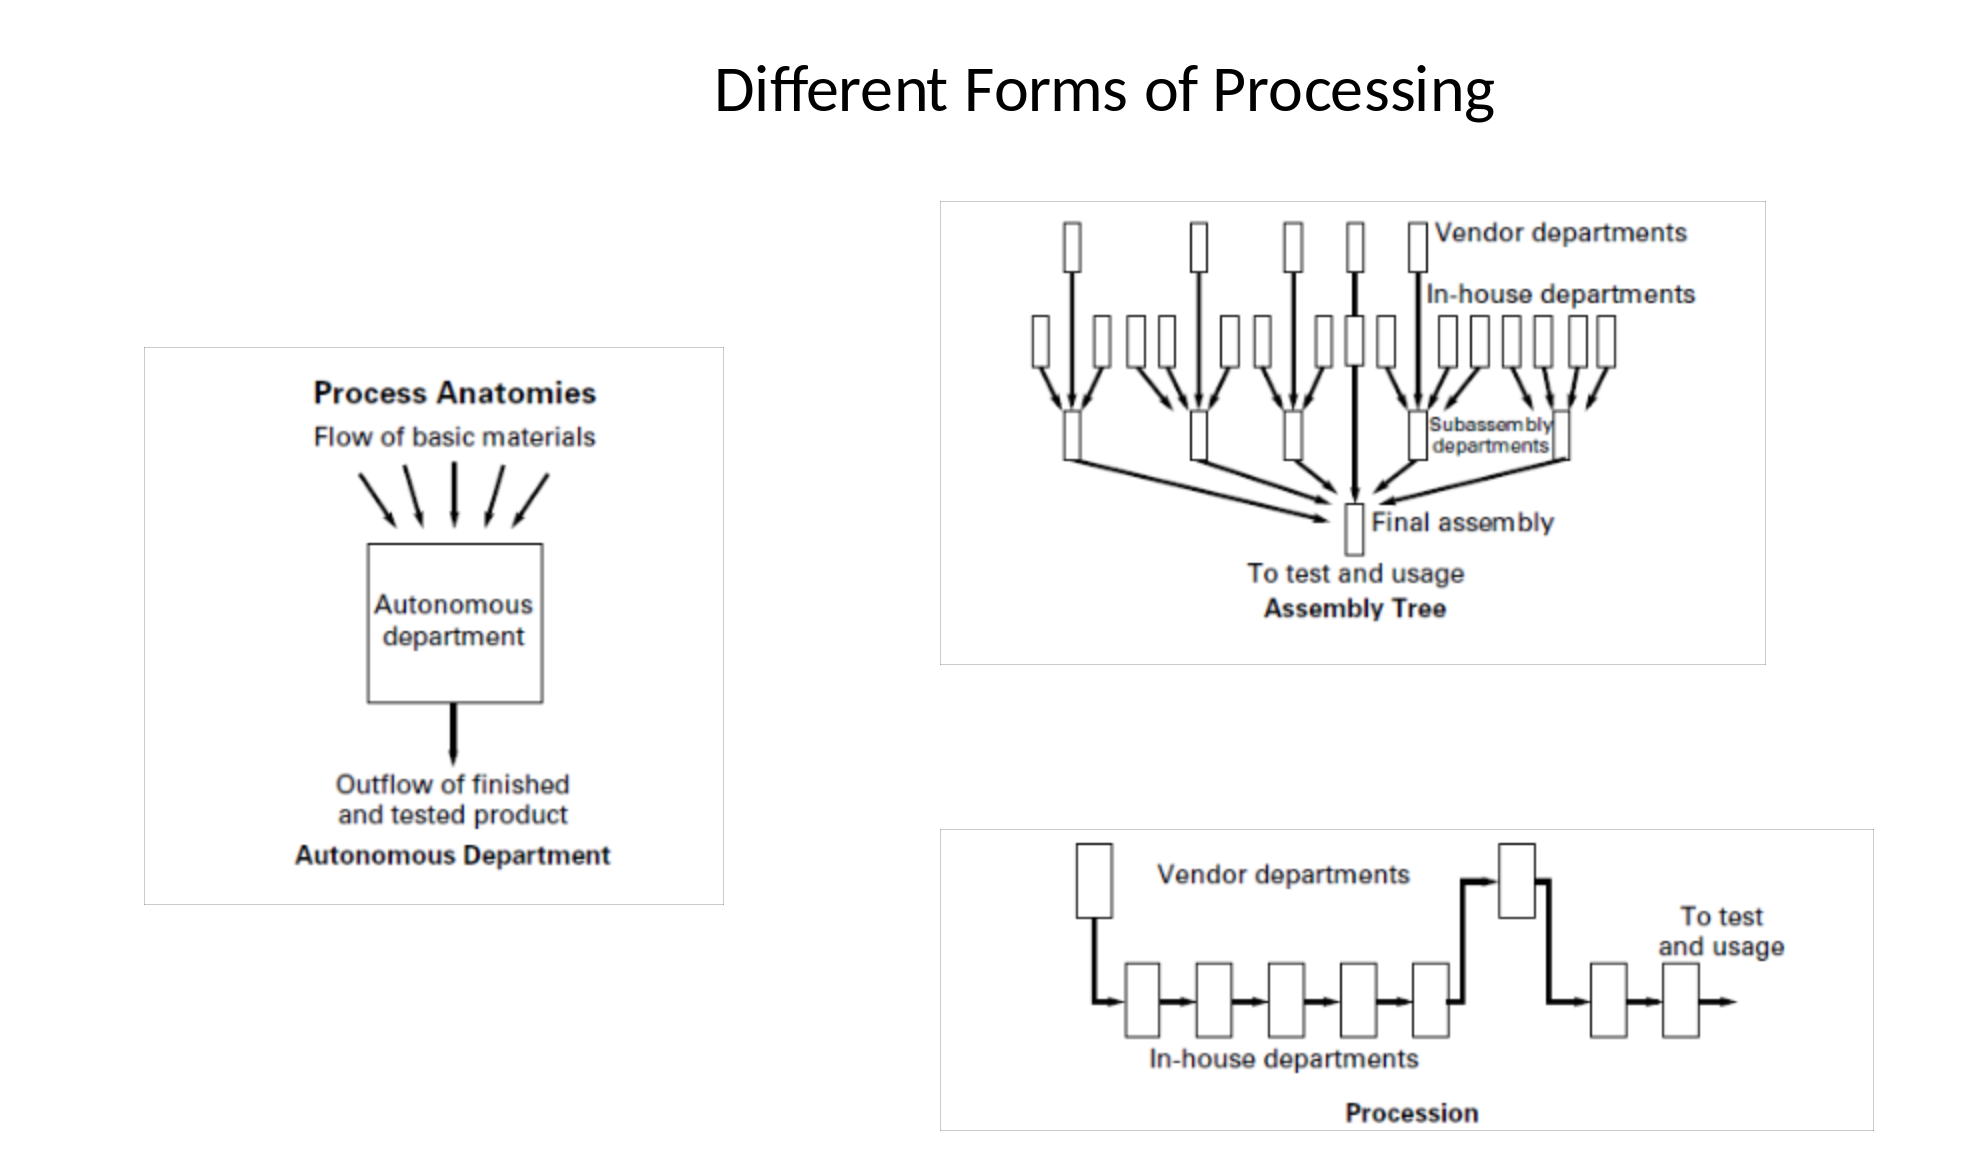 Different Forms of Processing
Process Anatomies
Flow of basic materials
Autonomous
department
Outflow of finished
and tested product
Autonomous Department
Vendor departments
In-house departments
Subassembly
departments
Final assembly
To test and usage
Assembly Tree
Vendor departments
To test
and usage
In-house departments
Procession